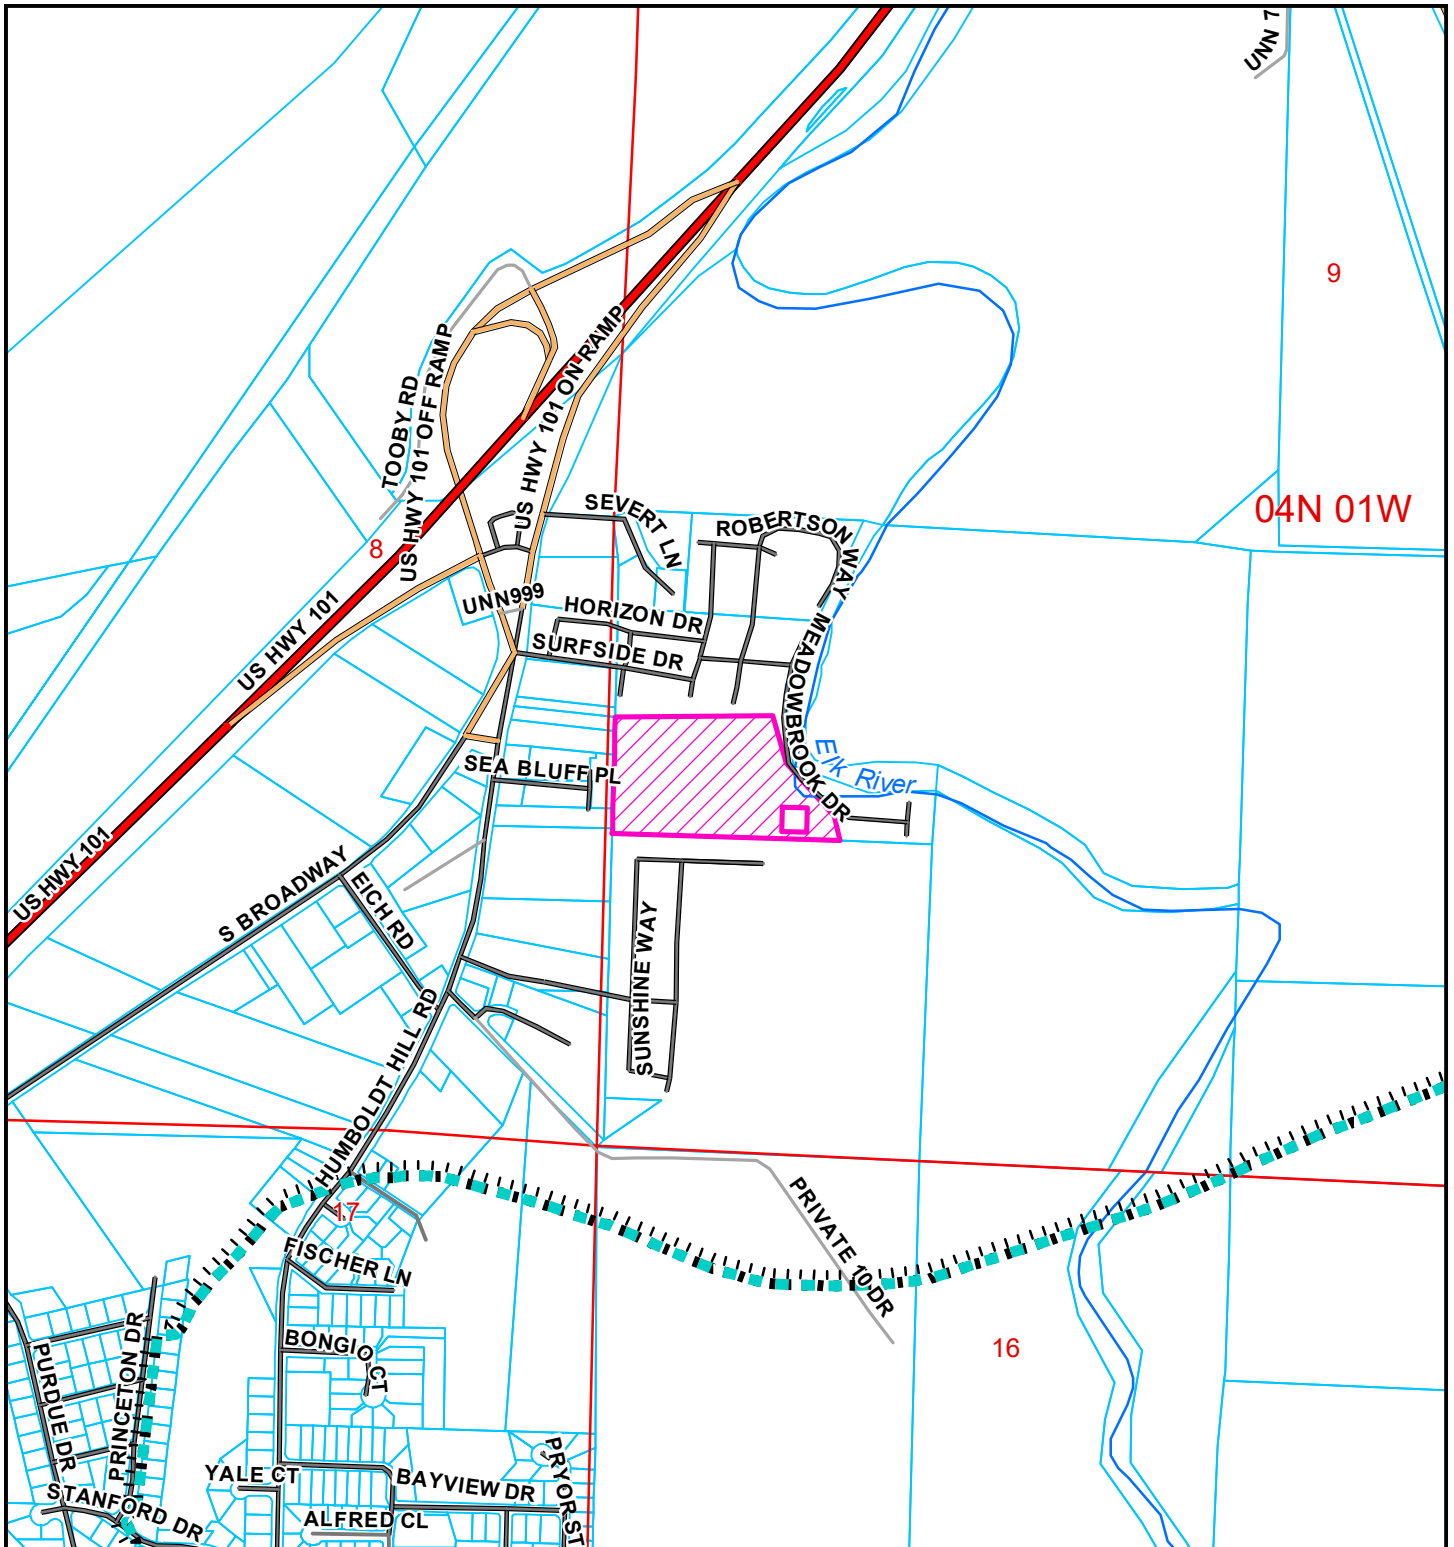 UNN 7
9
04N 01W
TOOBY RD
US HWY 101 OFF RAMP
US HWY 101 ON RAMP
8
SEVERT LN
ROBERTSON WAY
UNN999
HORIZON DR
SURFSIDE DR
MEADOWBROOK DR
US HWY 101
Elk River
SEA BLUFF PL
US HWY 101
S BROADWAY
EICH RD
SUNSHINE WAY
HUMBOLDT HILL RD
17
PRIVATE 10 DR
FISCHER LN
16
BONGIO CT
PURDUE DR
PRINCETON DR
YALE CT
BAYVIEW DR
PRYOR ST
STANFORD DR
ALFRED CL